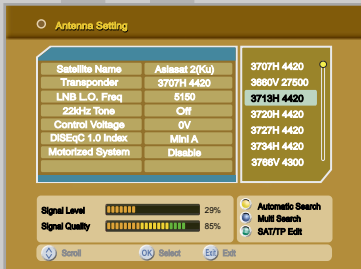 Antenna Setting
Satellite Name Asiasat 2(Ku)
Transponder 3707H 4420
LNB L.O. Freq 5150
22kHz Tone Off
Control Voltage 0V
DiSEqC 1.0 Index Mini A
Motorized System Disable
3707H 4420
3660V 27500
3713H 4420
3720H 4420
3727H 4420
3734H 4420
3766V 4300
Signal Level 29%
Signal Quality 85%
Automatic Search
Multi Search
SAT/TP Edit
Scroll OK Select Exit Exit